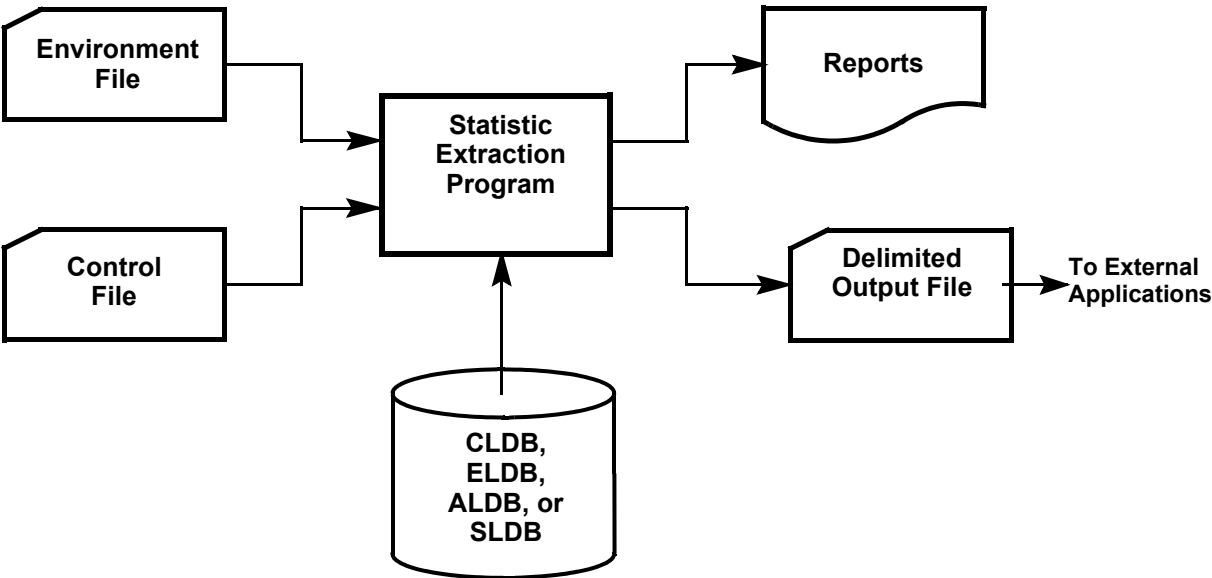 Environment
File
Reports
Statistic
Extraction
Program
Control
File
Delimited
Output File
To External
Applications
CLDB,
ELDB,
ALDB, or
SLDB